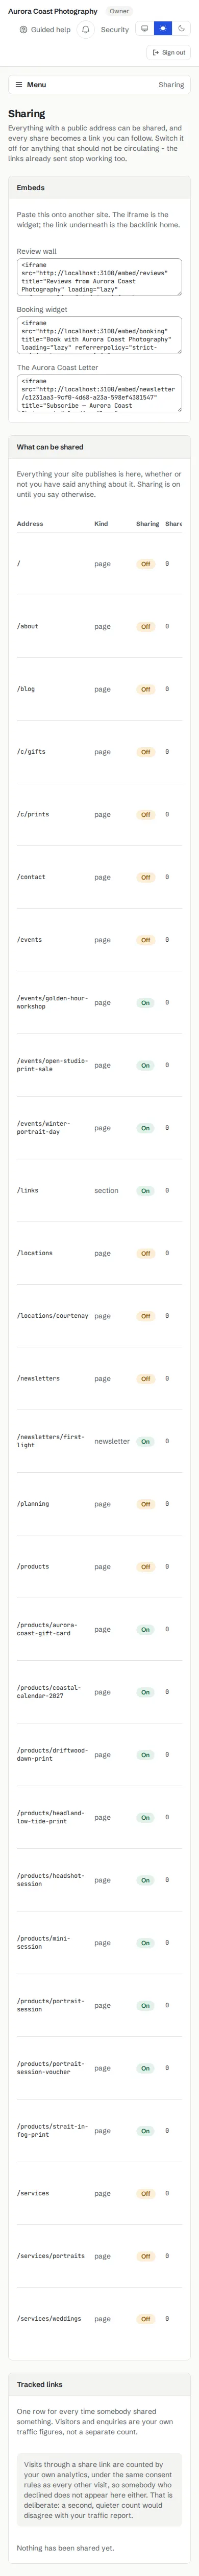 Aurora Coast Photography Owner
Guided help Security
Sign out
Menu Sharing
Sharing
Everything with a public address can be shared, and
every share becomes a link you can follow. Switch it
off for anything that should not be circulating – the
links already sent stop working too.
Embeds
Paste this onto another site. The iframe is the
widget; the link underneath is the backlink home.
Review wall
<iframe
src="http://localhost:3100/embed/reviews"
title="Reviews from Aurora Coast
Photography" loading="lazy"
Booking widget
<iframe
src="http://localhost:3100/embed/booking"
title="Book with Aurora Coast Photography"
loading="lazy" referrerpolicy="strict-
The Aurora Coast Letter
<iframe
src="http://localhost:3100/embed/newsletter
/c1231aa3-9cf0-4d68-a23a-598ef4381547"
title="Subscribe — Aurora Coast
What can be shared
Everything your site publishes is here, whether or
not you have said anything about it. Sharing is on
until you say otherwise.
Address Kind Sharing Share
/ page Off 0
/about page Off 0
/blog page Off 0
/c/gifts page Off 0
/c/prints page Off 0
/contact page Off 0
/events page Off 0
/events/golden-hour-
workshop page On 0
/events/open-studio-
print-sale page On 0
/events/winter-
portrait-day page On 0
/links section On 0
/locations page Off 0
/locations/courtenay page Off 0
/newsletters page Off 0
/newsletters/first-
light newsletter On 0
/planning page Off 0
/products page Off 0
/products/aurora-
coast-gift-card page On 0
/products/coastal-
calendar-2027 page On 0
/products/driftwood-
dawn-print page On 0
/products/headland-
low-tide-print page On 0
/products/headshot-
session page On 0
/products/mini-
session page On 0
/products/portrait-
session page On 0
/products/portrait-
session-voucher page On 0
/products/strait-in-
fog-print page On 0
/services page Off 0
/services/portraits page Off 0
/services/weddings page Off 0
Tracked links
One row for every time somebody shared
something. Visitors and enquiries are your own
traffic figures, not a separate count.
Visits through a share link are counted by
your own analytics, under the same consent
rules as every other visit, so somebody who
declined does not appear here either. That is
deliberate: a second, quieter count would
disagree with your traffic report.
Nothing has been shared yet.